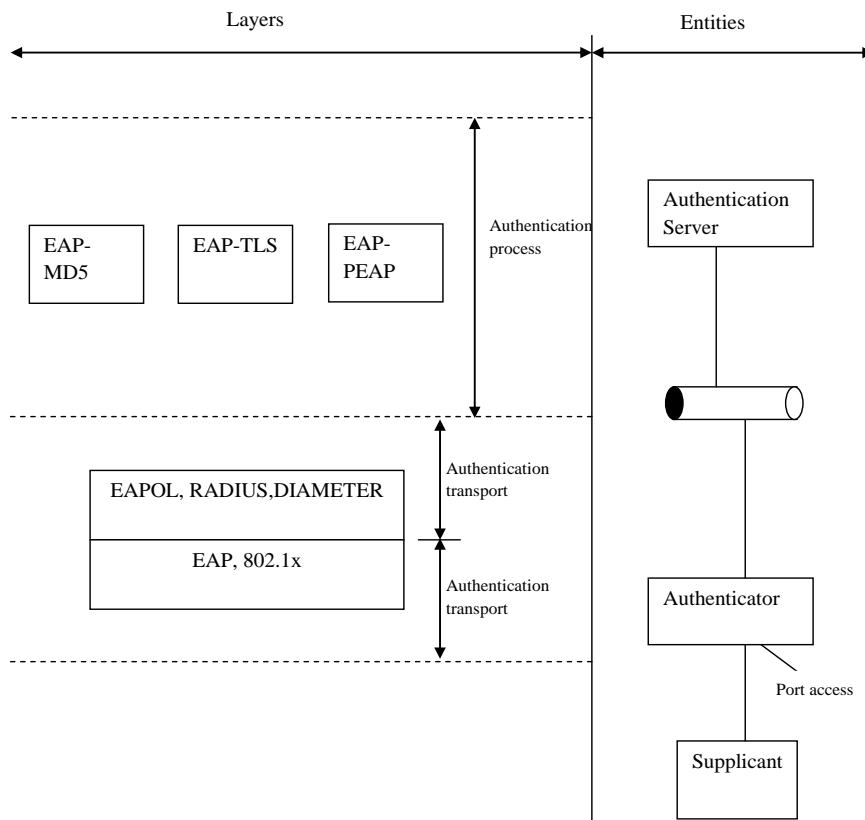 Layers
Entities
EAP-
MD5
EAP-TLS
EAP-
PEAP
Authentication
process
Authentication
Server
EAPOL, RADIUS,DIAMETER
Authentication
transport
EAP, 802.1x
Authentication
transport
Authenticator
Port access
Supplicant